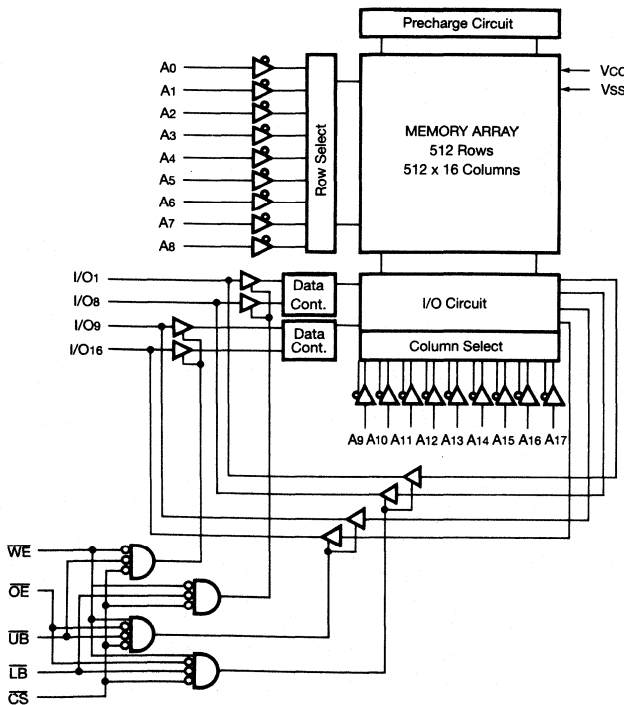 Precharge Circuit
A0
A1
A2
A3
A4
A5
A6
A7
A8
Row Select
MEMORY ARRAY
512 Rows
512 x 16 Columns
VCC
VSS
I/O1
I/O8
I/O9
I/O16
Data
Cont.
Data
Cont.
I/O Circuit
Column Select
A9 A10 A11 A12 A13 A14 A15 A16 A17
WE
OE
UB
LB
CS